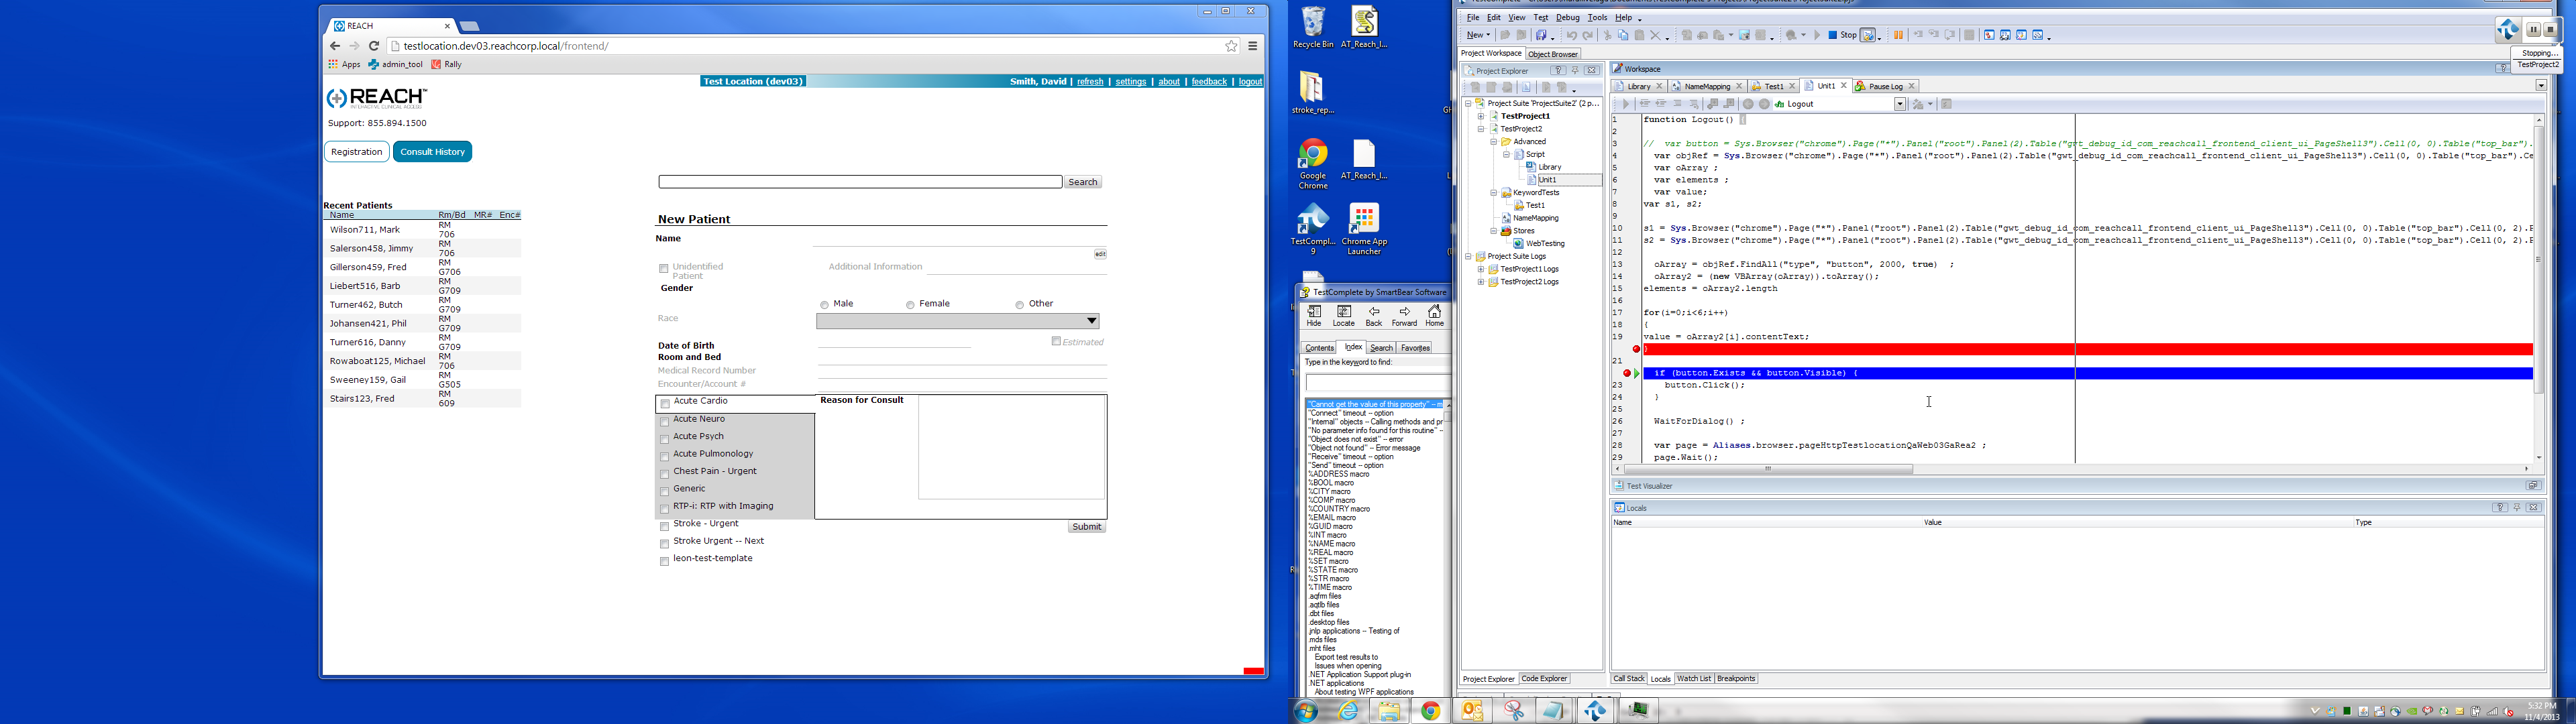 REACH
testlocation.dev03.reachcorp.local/frontend/
Apps admin_tool Rally
Test Location (dev03) Smith, David | refresh | settings | about | feedback | logout
REACH
INTERACTIVE CLINICAL ACCESS
Support: 855.894.1500
Registration Consult History
Search
Recent Patients
Name Rm/Bd MR# Enc#
Wilson711, Mark RM 706
Salerson458, Jimmy RM 706
Gillerson459, Fred RM G706
Liebert516, Barb RM G709
Turner462, Butch RM G709
Johansen421, Phil RM G709
Turner616, Danny RM G709
Rowaboat125, Michael RM 706
Sweeney159, Gail RM G505
Stairs123, Fred RM 609
New Patient
Name
edit
Unidentified Patient Additional Information
Gender
Male Female Other
Race
Date of Birth Estimated
Room and Bed
Medical Record Number
Encounter/Account #
Acute Cardio Reason for Consult
Acute Neuro
Acute Psych
Acute Pulmonology
Chest Pain - Urgent
Generic
RTP-i: RTP with Imaging
Stroke - Urgent Submit
Stroke Urgent -- Next
leon-test-template
Recycle Bin AT_Reach_I...
stroke_rep...
Google Chrome AT_Reach_I...
TestCompl... 9 Chrome App Launcher
TestComplete by SmartBear Software
Hide Locate Back Forward Home
Contents Index Search Favorites
Type in the keyword to find:
"Cannot get the value of this property" -- m
"Connect" timeout -- option
"Internal" objects -- Calling methods and pr
"No parameter info found for this routine" --
"Object does not exist" -- error
"Object not found" -- Error message
"Receive" timeout -- option
"Send" timeout -- option
%ADDRESS macro
%BOOL macro
%CITY macro
%COMP macro
%COUNTRY macro
%EMAIL macro
%GUID macro
%INT macro
%NAME macro
%REAL macro
%SET macro
%STATE macro
%STR macro
%TIME macro
.aqfm files
.aqtlb files
.dbt files
.desktop files
.jnlp applications -- Testing of
.mds files
.mht files
Export test results to
Issues when opening
.NET Application Support plug-in
.NET applications
About testing WPF applications
File Edit View Test Debug Tools Help
New Stop
Stopping...
TestProject2
Project Workspace Object Browser
Project Explorer
Project Suite 'ProjectSuite2' (2 p...
TestProject1
TestProject2
Advanced
Script
Library
Unit1
KeywordTests
Test1
NameMapping
Stores
WebTesting
Project Suite Logs
TestProject1 Logs
TestProject2 Logs
Project Explorer Code Explorer
Workspace
Library NameMapping Test1 Unit1 Pause Log
Logout
1 function Logout()
2
3 // var button = Sys.Browser("chrome").Page("*").Panel("root").Panel(2).Table("gwt_debug_id_com_reachcall_frontend_client_ui_PageShell3").Cell(0, 0).Table("top_bar").
4 var objRef = Sys.Browser("chrome").Page("*").Panel("root").Panel(2).Table("gwt_debug_id_com_reachcall_frontend_client_ui_PageShell3").Cell(0, 0).Table("top_bar").Ce
5 var oArray ;
6 var elements ;
7 var value;
8 var s1, s2;
9
10 s1 = Sys.Browser("chrome").Page("*").Panel("root").Panel(2).Table("gwt_debug_id_com_reachcall_frontend_client_ui_PageShell3").Cell(0, 0).Table("top_bar").Cell(0, 2).P
11 s2 = Sys.Browser("chrome").Page("*").Panel("root").Panel(2).Table("gwt_debug_id_com_reachcall_frontend_client_ui_PageShell3").Cell(0, 0).Table("top_bar").Cell(0, 2).P
12
13 oArray = objRef.FindAll("type", "button", 2000, true) ;
14 oArray2 = (new VBArray(oArray)).toArray();
15 elements = oArray2.length
16
17 for(i=0;i<6;i++)
18 {
19 value = oArray2[i].contentText;
}
21
if (button.Exists && button.Visible) {
23 button.Click();
24 }
25
26 WaitForDialog() ;
27
28 var page = Aliases.browser.pageHttpTestlocationQaWeb03GaRea2 ;
29 page.Wait();
Test Visualizer
Locals
Name Value Type
Call Stack Locals Watch List Breakpoints
5:32 PM
11/4/2013